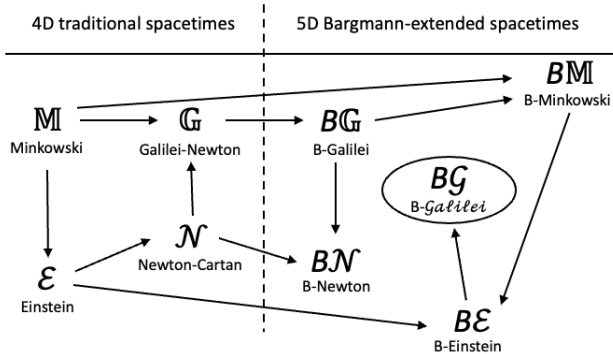 4D traditional spacetimes
5D Bargmann-extended spacetimes
𝕄
Minkowski
𝔾
Galilei-Newton
B𝔾
B-Galilei
B𝕄
B-Minkowski
B𝒢
B-𝒢𝒶𝓁𝒾𝓁ℯ𝒾
𝒩
Newton-Cartan
B𝒩
B-Newton
ℰ
Einstein
Bℰ
B-Einstein